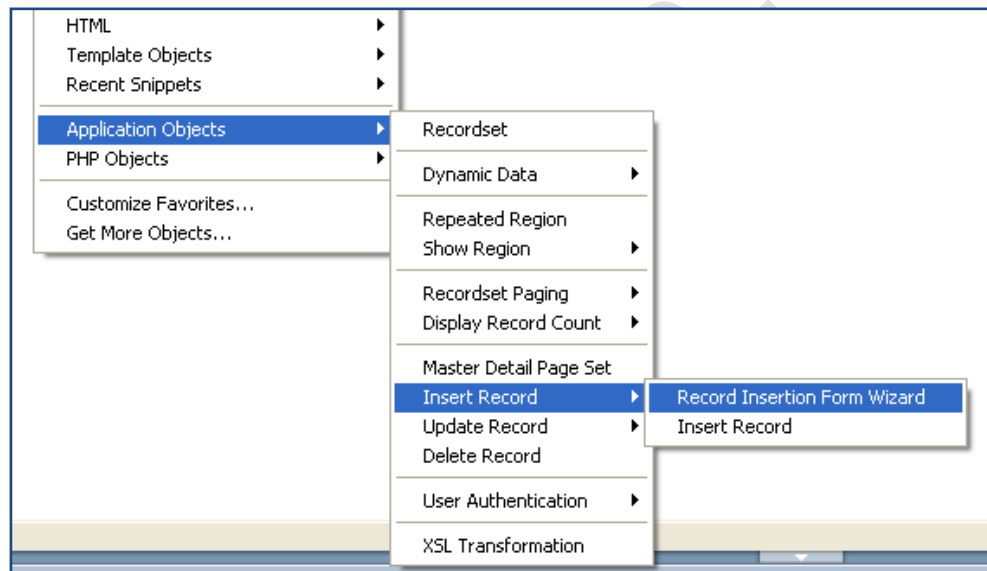 HTML
Template Objects
Recent Snippets
Application Objects
PHP Objects
Customize Favorites...
Get More Objects...
Recordset
Dynamic Data
Repeated Region
Show Region
Recordset Paging
Display Record Count
Master Detail Page Set
Insert Record
Update Record
Delete Record
User Authentication
XSL Transformation
Record Insertion Form Wizard
Insert Record